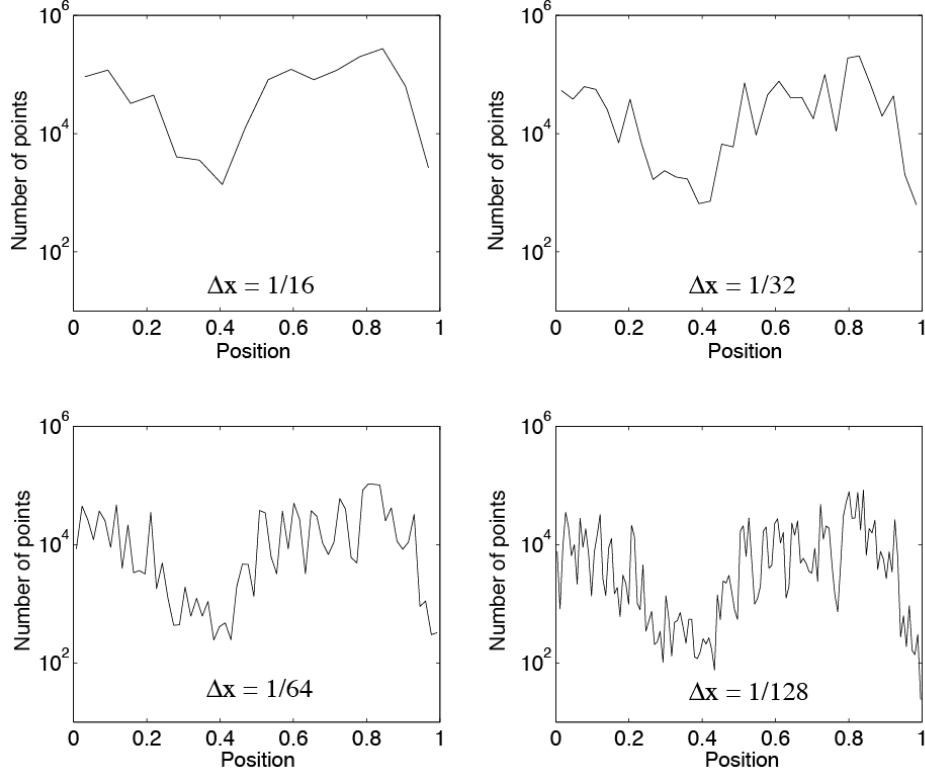 10^6
10^4
10^2
Number of points
Δx = 1/16
0 0.2 0.4 0.6 0.8 1
Position
10^6
10^4
10^2
Number of points
Δx = 1/32
0 0.2 0.4 0.6 0.8 1
Position
10^6
10^4
10^2
Number of points
Δx = 1/64
0 0.2 0.4 0.6 0.8 1
Position
10^6
10^4
10^2
Number of points
Δx = 1/128
0 0.2 0.4 0.6 0.8 1
Position